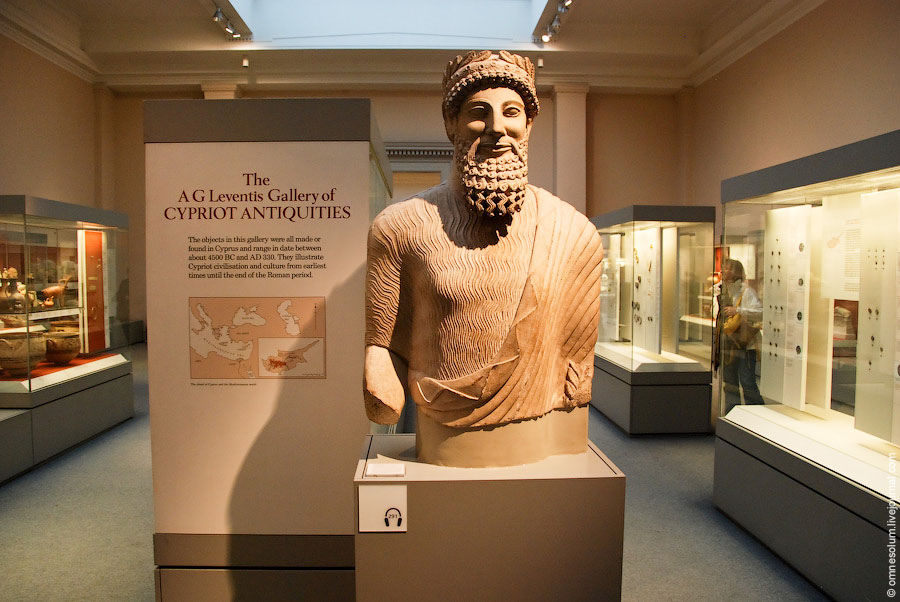 The
A G Leventis Gallery of
CYPRIOT ANTIQUITIES
The objects in this gallery were all made or
found in Cyprus and range in date between
about 4500 BC and AD 330. They illustrate
Cypriot civilisation and culture from earliest
times until the end of the Roman period.
The island of Cyprus and the Mediterranean world
291
© omnesolum.livejournal.com